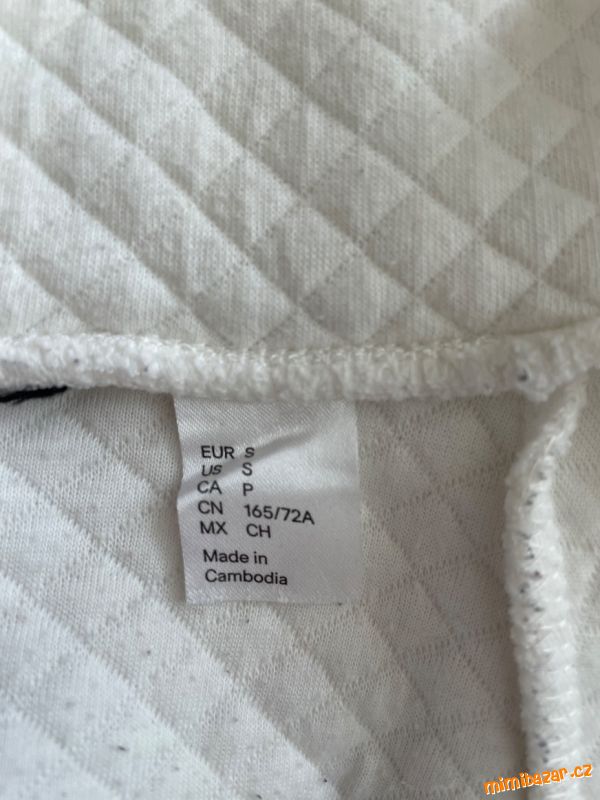 EUR S
US S
CA P
CN 165/72A
MX CH
Made in
Cambodia
mimibazar.cz